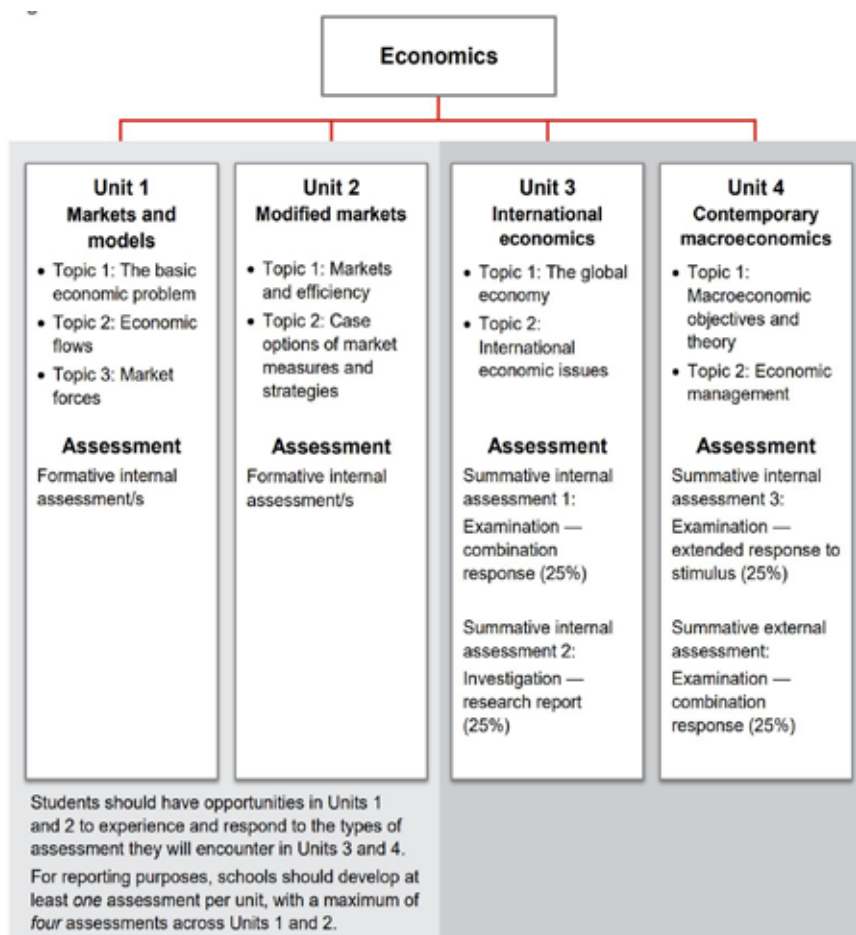 Economics
Unit 1
Markets and
models
• Topic 1: The basic
economic problem
• Topic 2: Economic
flows
• Topic 3: Market
forces
Assessment
Formative internal
assessment/s
Unit 2
Modified markets
• Topic 1: Markets
and efficiency
• Topic 2: Case
options of market
measures and
strategies
Assessment
Formative internal
assessment/s
Unit 3
International
economics
• Topic 1: The global
economy
• Topic 2:
International
economic issues
Assessment
Summative internal
assessment 1:
Examination —
combination
response (25%)
Summative internal
assessment 2:
Investigation —
research report
(25%)
Unit 4
Contemporary
macroeconomics
• Topic 1:
Macroeconomic
objectives and
theory
• Topic 2: Economic
management
Assessment
Summative internal
assessment 3:
Examination —
extended response to
stimulus (25%)
Summative external
assessment:
Examination —
combination
response (25%)
Students should have opportunities in Units 1
and 2 to experience and respond to the types of
assessment they will encounter in Units 3 and 4.
For reporting purposes, schools should develop at
least one assessment per unit, with a maximum of
four assessments across Units 1 and 2.